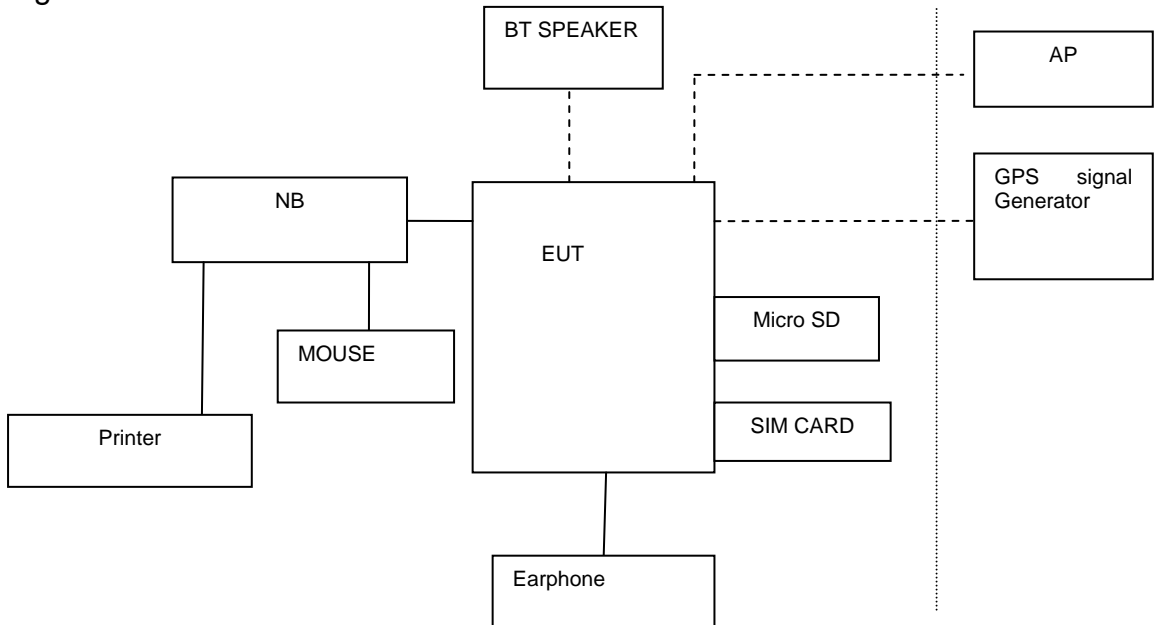 BT SPEAKER
AP
GPS signal
Generator
NB
EUT
Micro SD
MOUSE
SIM CARD
Printer
Earphone